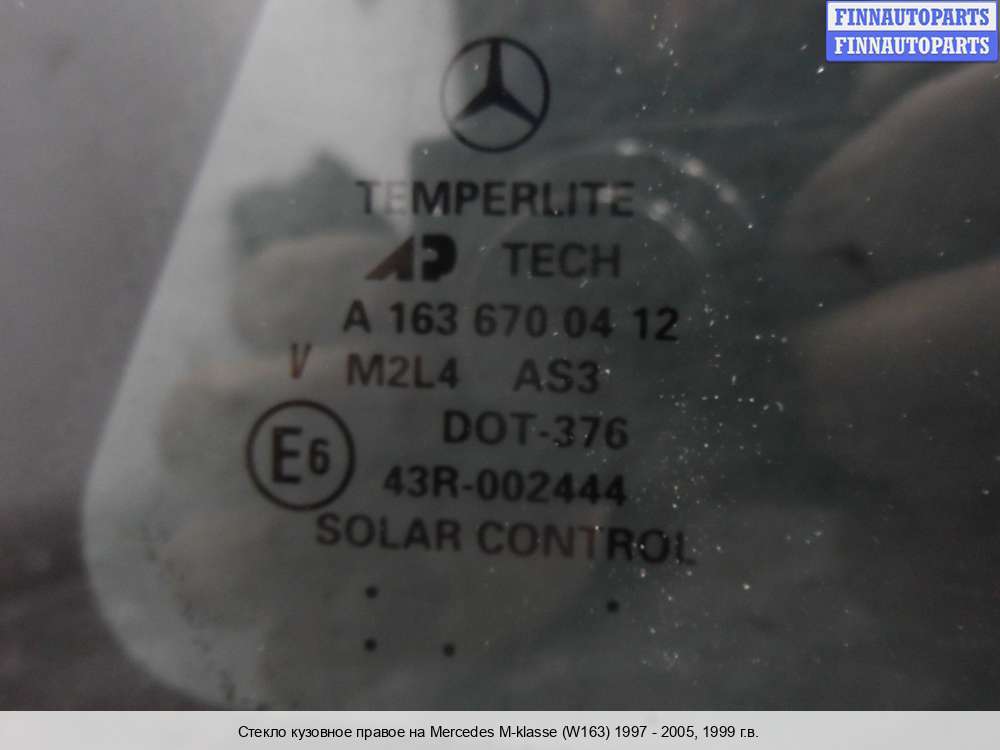 FINNAUTOPARTS
FINNAUTOPARTS
TEMPERLITE
AP TECH
A 163 670 04 12
V M2L4 AS3
DOT-376
E6 43R-002444
SOLAR CONTROL
Стекло кузовное правое на Mercedes M-klasse (W163) 1997 - 2005, 1999 г.в.